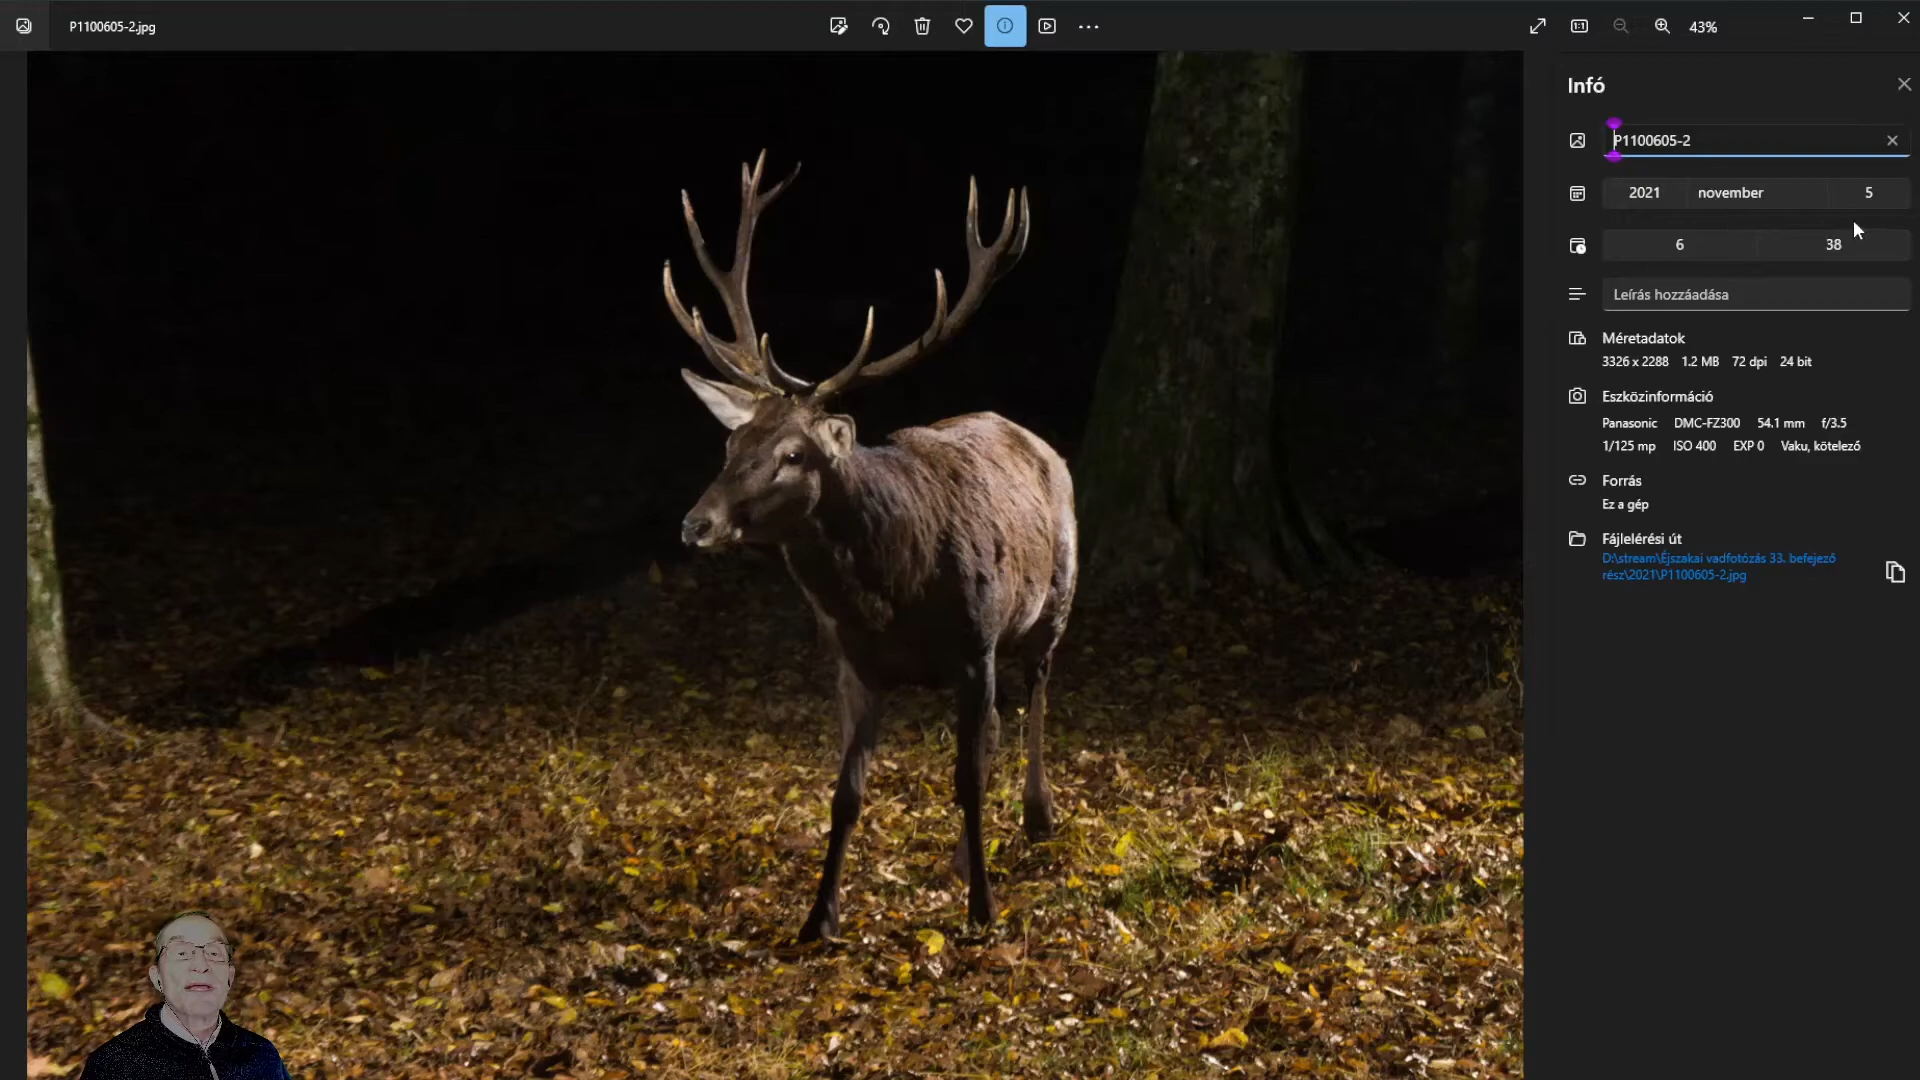 P1100605-2.jpg
43%
Infó
P1100605-2
2021 november 5
6 38
Leírás hozzáadása
Méretadatok
3326 x 2288 1.2 MB 72 dpi 24 bit
Eszközinformáció
Panasonic DMC-FZ300 54.1 mm f/3.5
1/125 mp ISO 400 EXP 0 Vaku, kötelező
Forrás
Ez a gép
Fájlelérési út
D:\stream\Éjszakai vadfotózás 33. befejező
rész\2021\P1100605-2.jpg